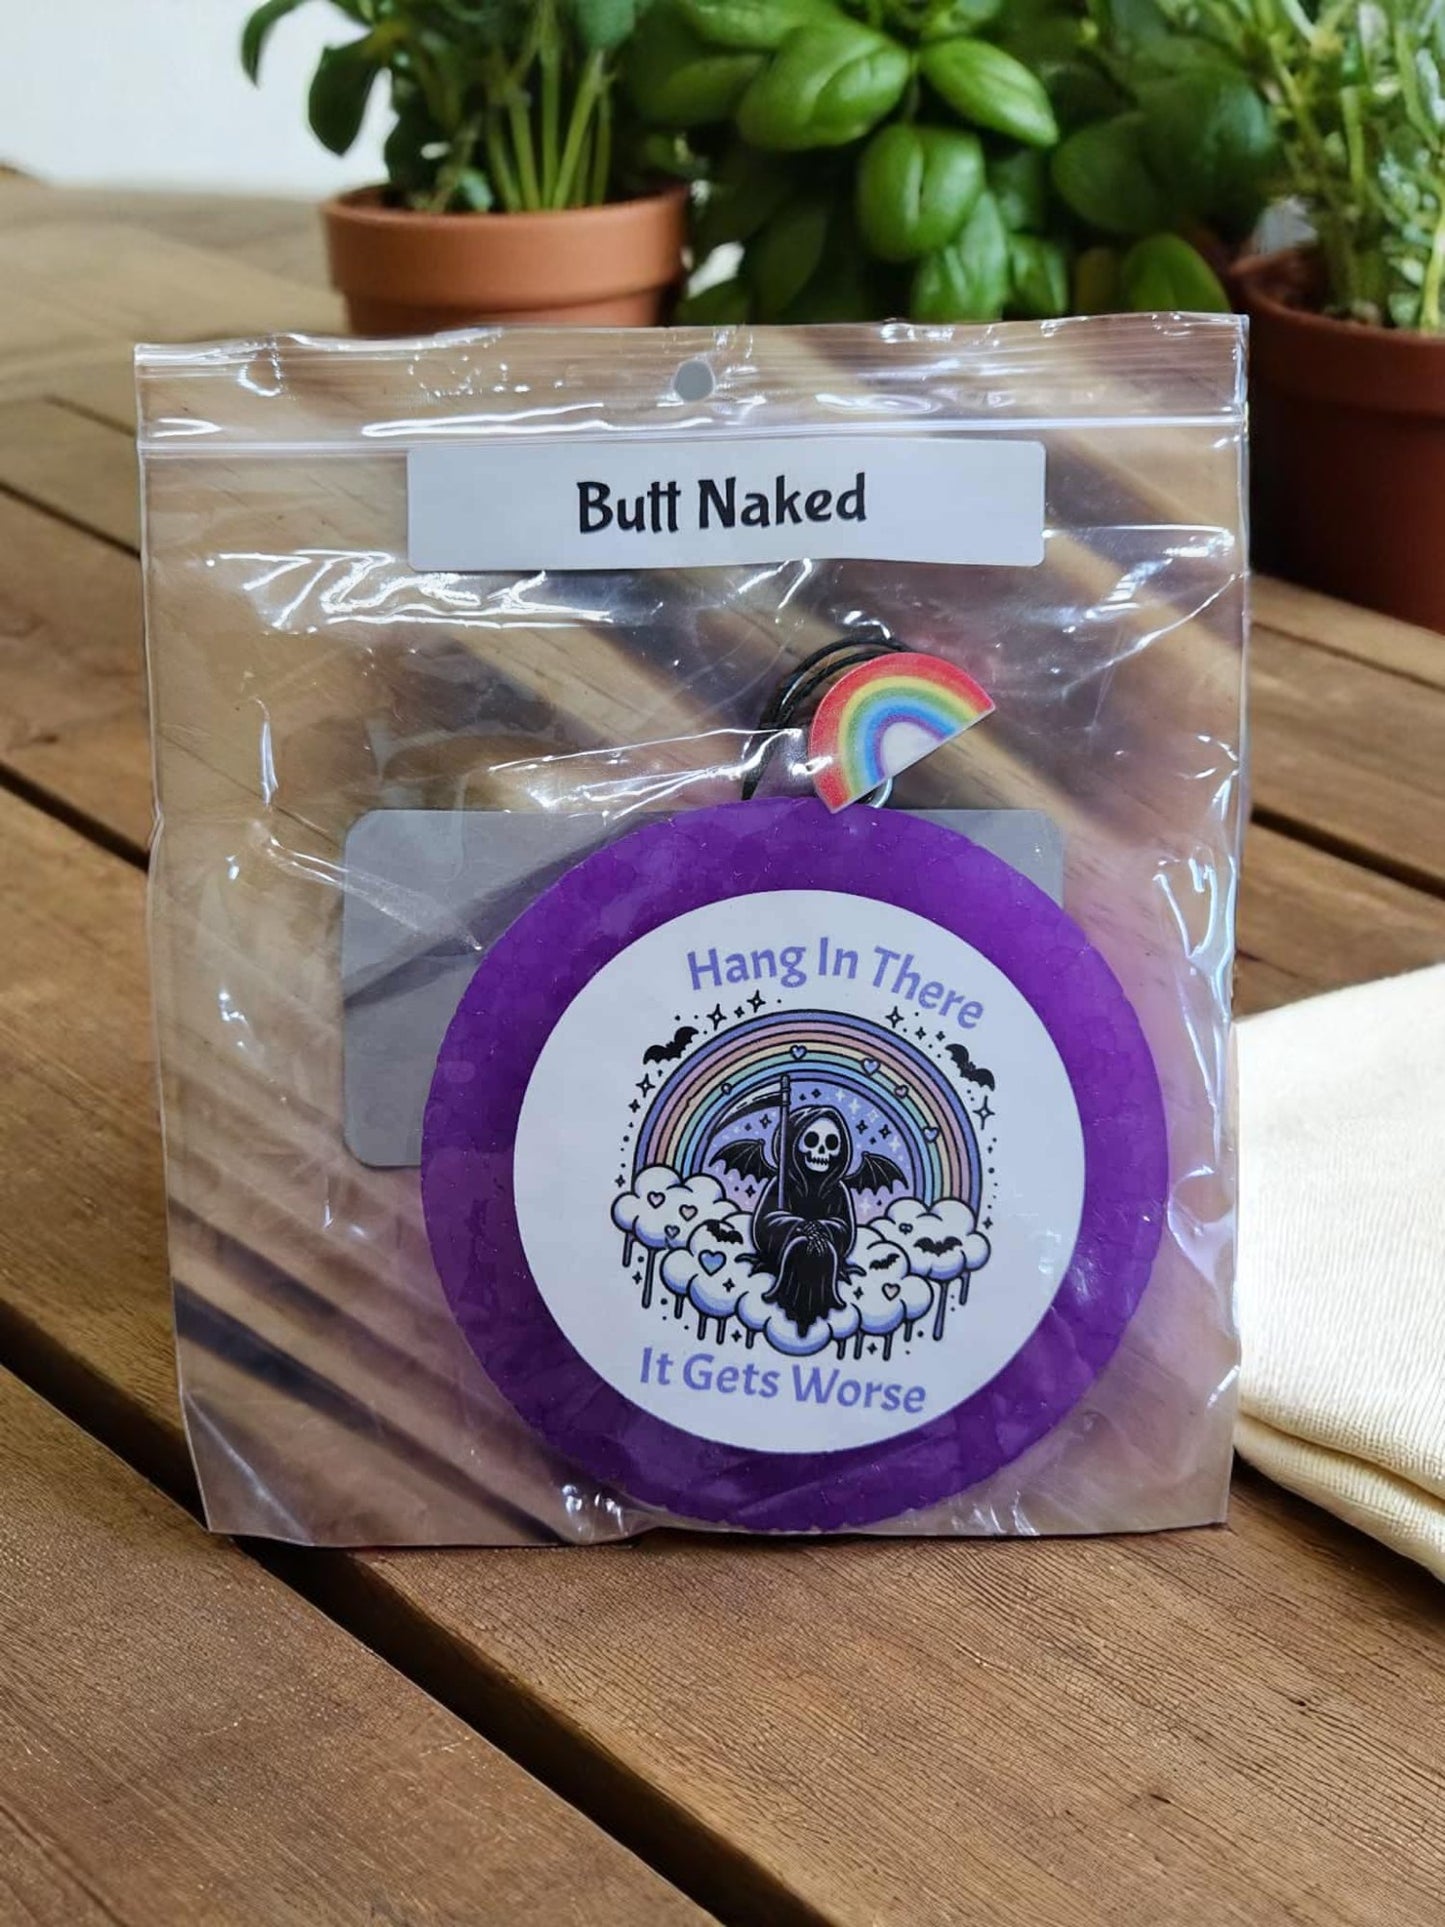 Butt Naked
Hang In There
It Gets Worse